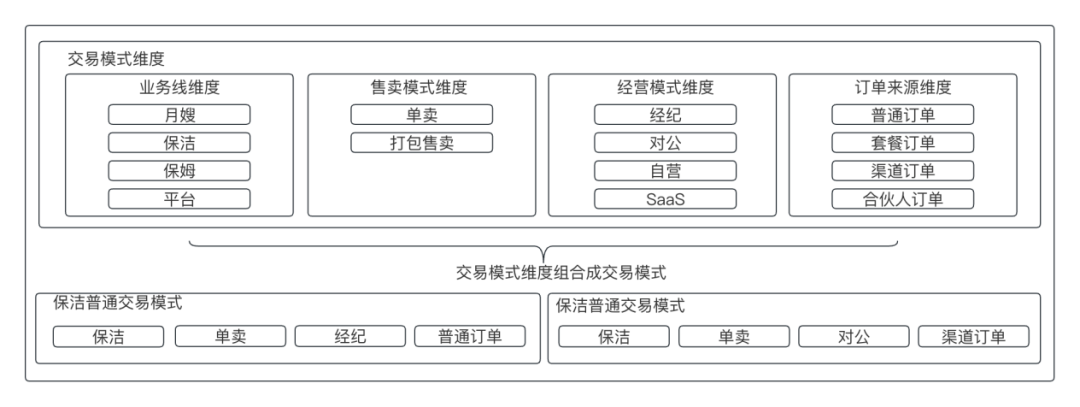 交易模式维度
业务线维度
月嫂
保洁
保姆
平台
售卖模式维度
单卖
打包售卖
经营模式维度
经纪
对公
自营
SaaS
订单来源维度
普通订单
套餐订单
渠道订单
合伙人订单
交易模式维度组合成交易模式
保洁普通交易模式
保洁
单卖
经纪
普通订单
保洁普通交易模式
保洁
单卖
对公
渠道订单